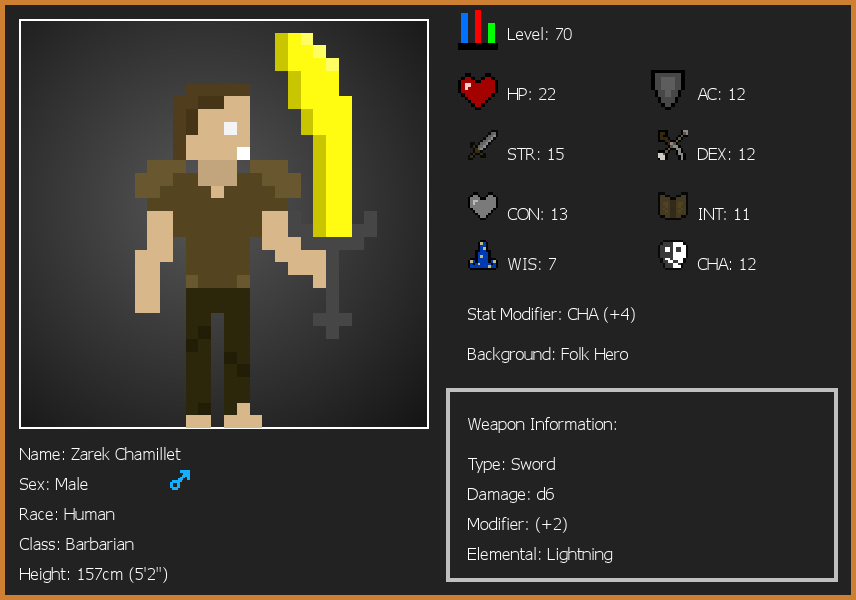 Level: 70
HP: 22
AC: 12
STR: 15
DEX: 12
CON: 13
INT: 11
WIS: 7
CHA: 12
Stat Modifier: CHA (+4)
Background: Folk Hero
Weapon Information:
Type: Sword
Damage: d6
Modifier: (+2)
Elemental: Lightning
Name: Zarek Chamillet
Sex: Male
Race: Human
Class: Barbarian
Height: 157cm (5'2")